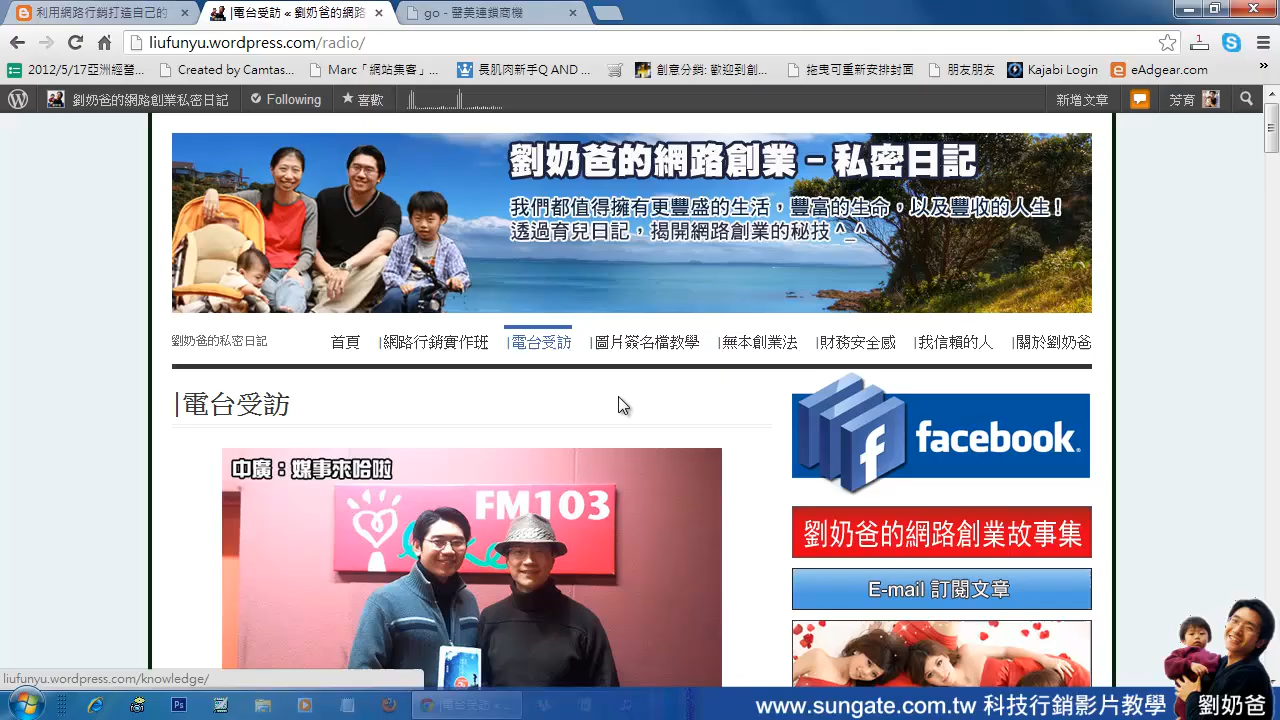 利用網路行銷打造自己的
|電台受訪 « 劉奶爸的網路
go - 醫美連鎖商機
liufunyu.wordpress.com/radio/
2012/5/17亞洲經營...
Created by Camtas...
Marc「網站集客」...
長肌肉新手Q AND...
創意分銷: 歡迎到創...
拖曳可重新安排封面
朋友朋友
Kajabi Login
eAdgear.com
劉奶爸的網路創業私密日記
Following
喜歡
新增文章
芳育
劉奶爸的網路創業－私密日記
我們都值得擁有更豐盛的生活，豐富的生命，以及豐收的人生！
透過育兒日記，揭開網路創業的秘技 ^_^
劉奶爸的私密日記
首頁
|網路行銷實作班
|電台受訪
|圖片簽名檔教學
|無本創業法
|財務安全感
|我信賴的人
|關於劉奶爸
|電台受訪
facebook
中廣：媒事來哈啦
FM103
劉奶爸的網路創業故事集
E-mail 訂閱文章
liufunyu.wordpress.com/knowledge/
www.sungate.com.tw 科技行銷影片教學
劉奶爸